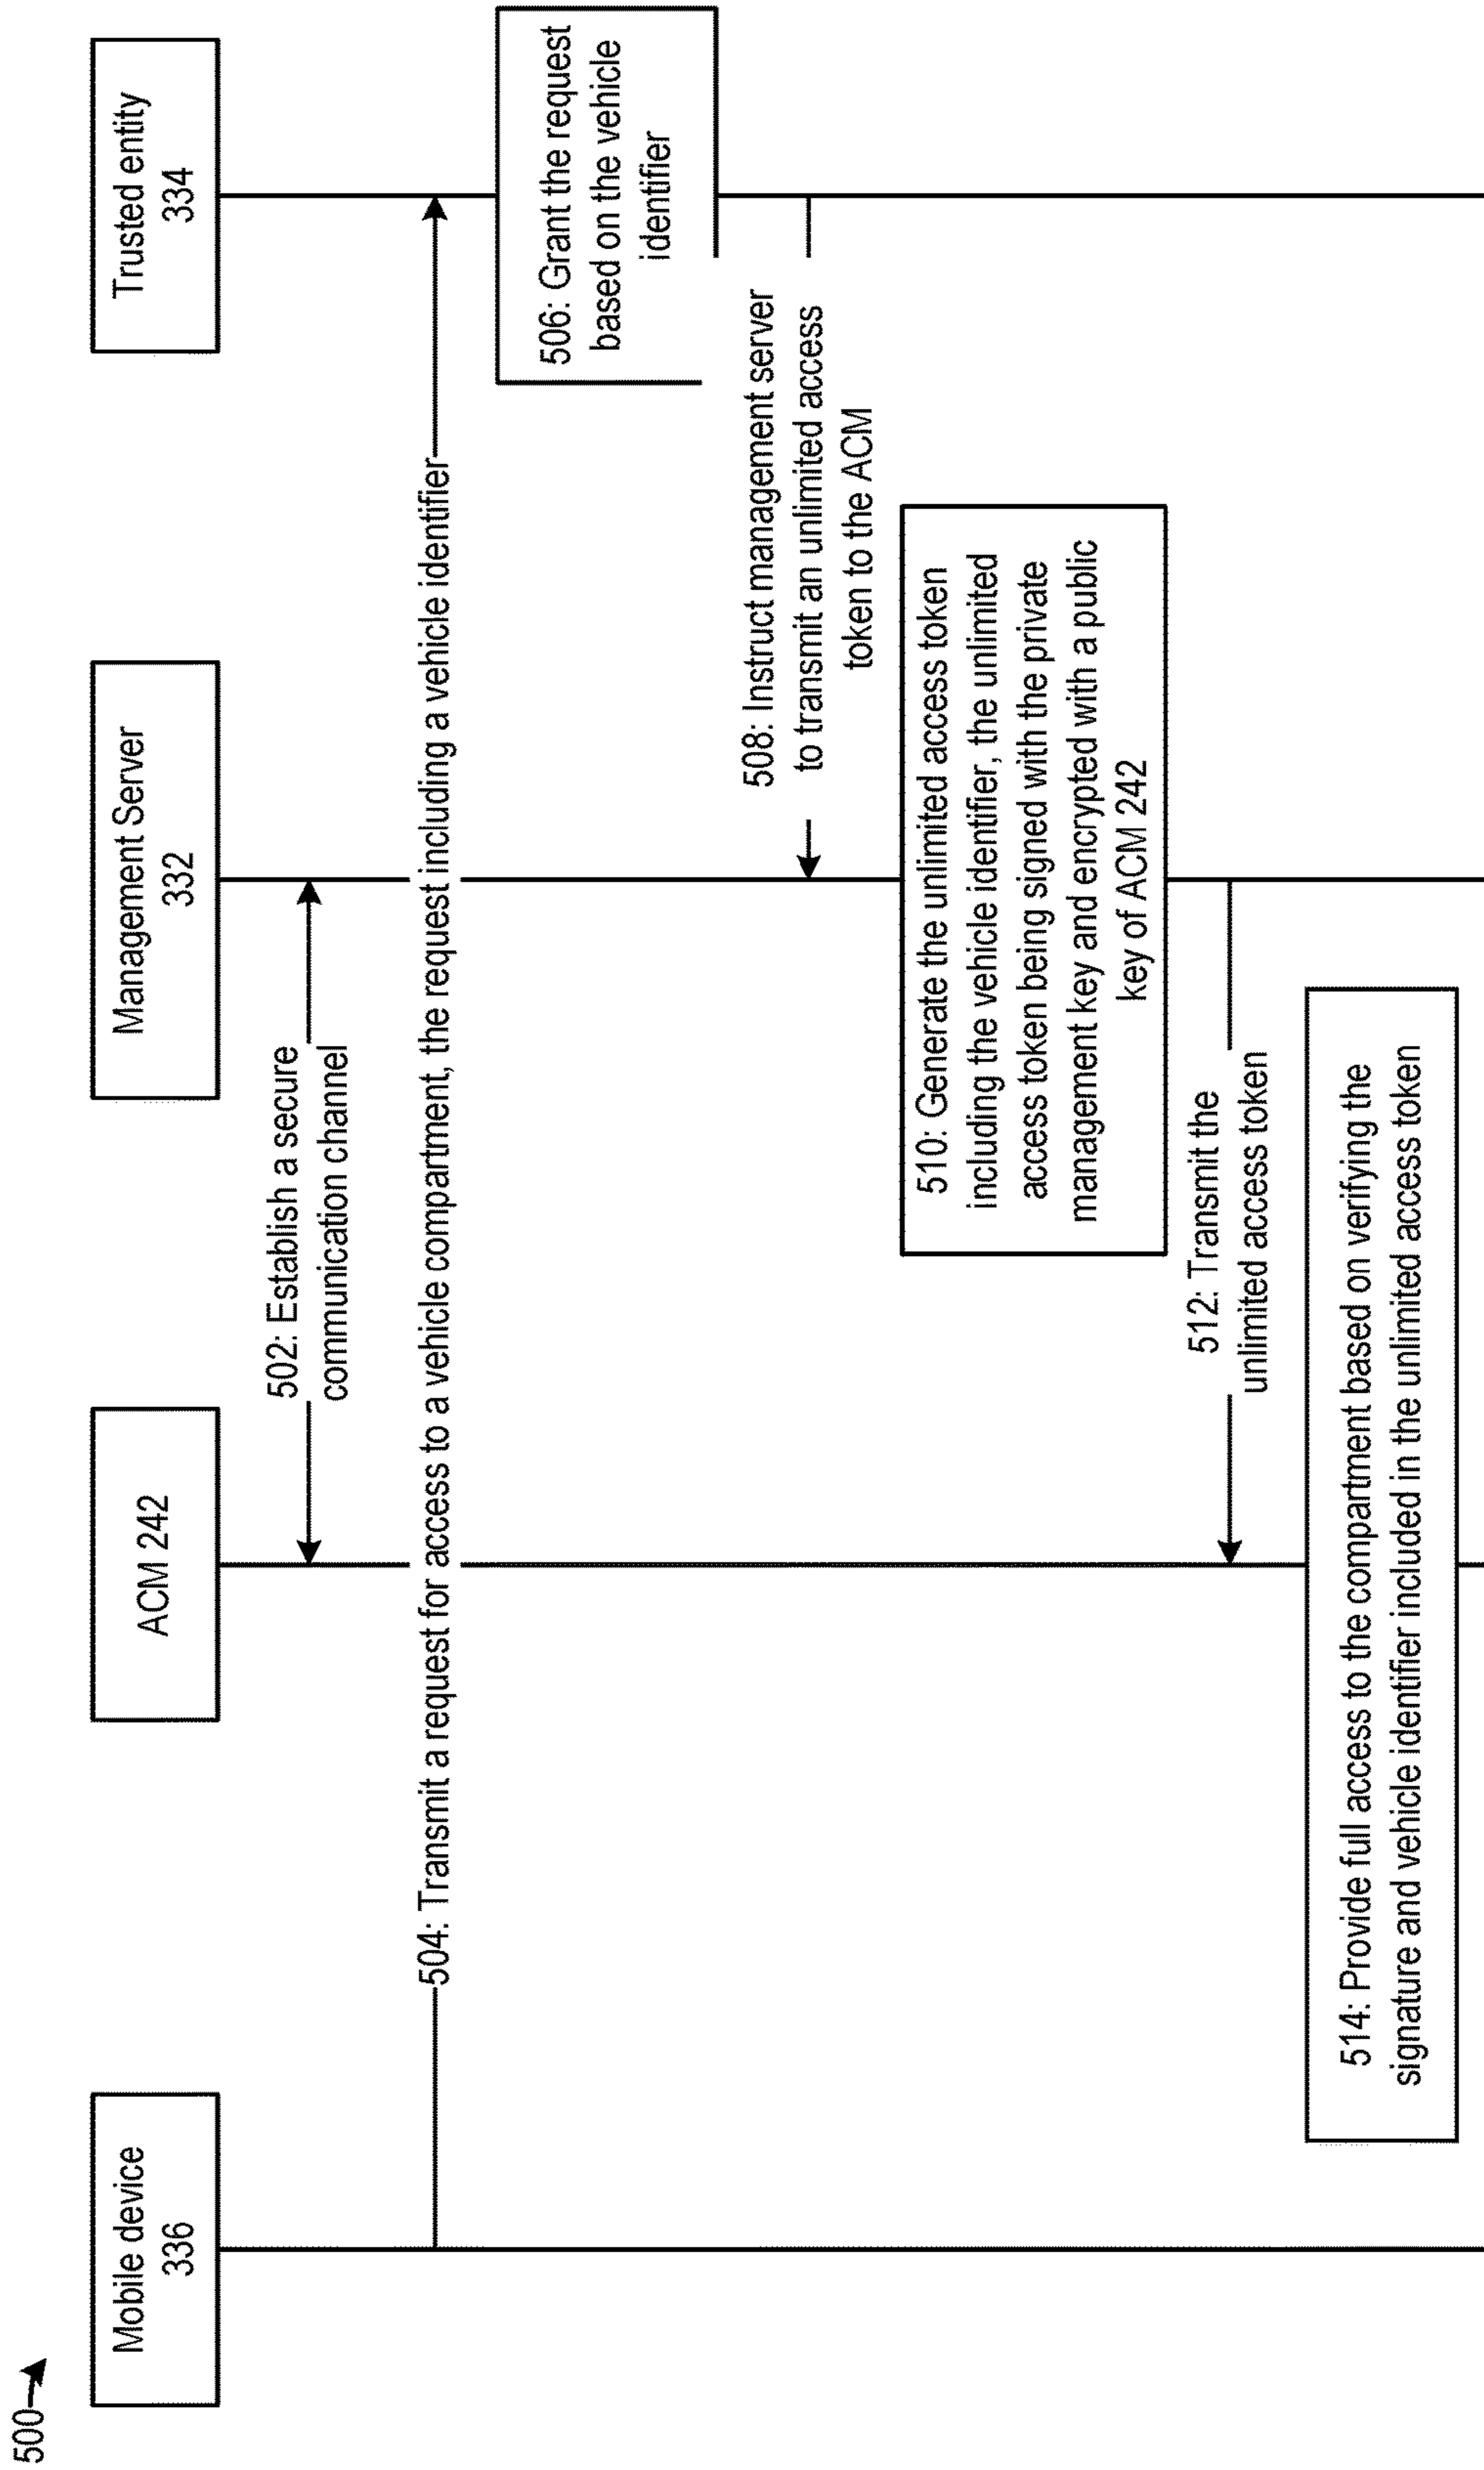 500
Mobile device
336
ACM 242
Management Server
332
Trusted entity
334
502: Establish a secure
communication channel
504: Transmit a request for access to a vehicle compartment, the request including a vehicle identifier
506: Grant the request
based on the vehicle
identifier
508: Instruct management server
to transmit an unlimited access
token to the ACM
510: Generate the unlimited access token
including the vehicle identifier, the unlimited
access token being signed with the private
management key and encrypted with a public
key of ACM 242
512: Transmit the
unlimited access token
514: Provide full access to the compartment based on verifying the
signature and vehicle identifier included in the unlimited access token